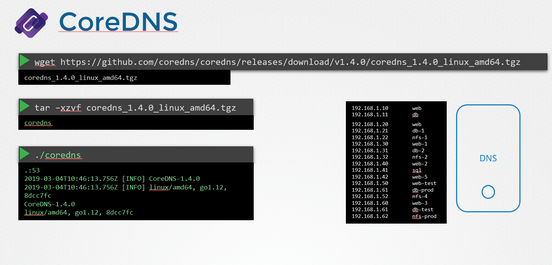 CoreDNS
wget https://github.com/coredns/coredns/releases/download/v1.4.0/coredns_1.4.0_linux_amd64.tgz
coredns_1.4.0_linux_amd64.tgz
tar –xzvf coredns_1.4.0_linux_amd64.tgz
coredns
./coredns
.:53
2019-03-04T10:46:13.756Z [INFO] CoreDNS-1.4.0
2019-03-04T10:46:13.756Z [INFO] linux/amd64, go1.12,
8dcc7fc
CoreDNS-1.4.0
linux/amd64, go1.12, 8dcc7fc
192.168.1.10 web
192.168.1.11 db
192.168.1.20 web
192.168.1.21 db-1
192.168.1.22 nfs-1
192.168.1.30 web-1
192.168.1.31 db-2
192.168.1.32 nfs-2
192.168.1.40 web-2
192.168.1.41 sql
192.168.1.42 web-5
192.168.1.50 web-test
192.168.1.61 db-prod
192.168.1.52 nfs-4
192.168.1.60 web-3
192.168.1.61 db-test
192.168.1.62 nfs-prod
DNS